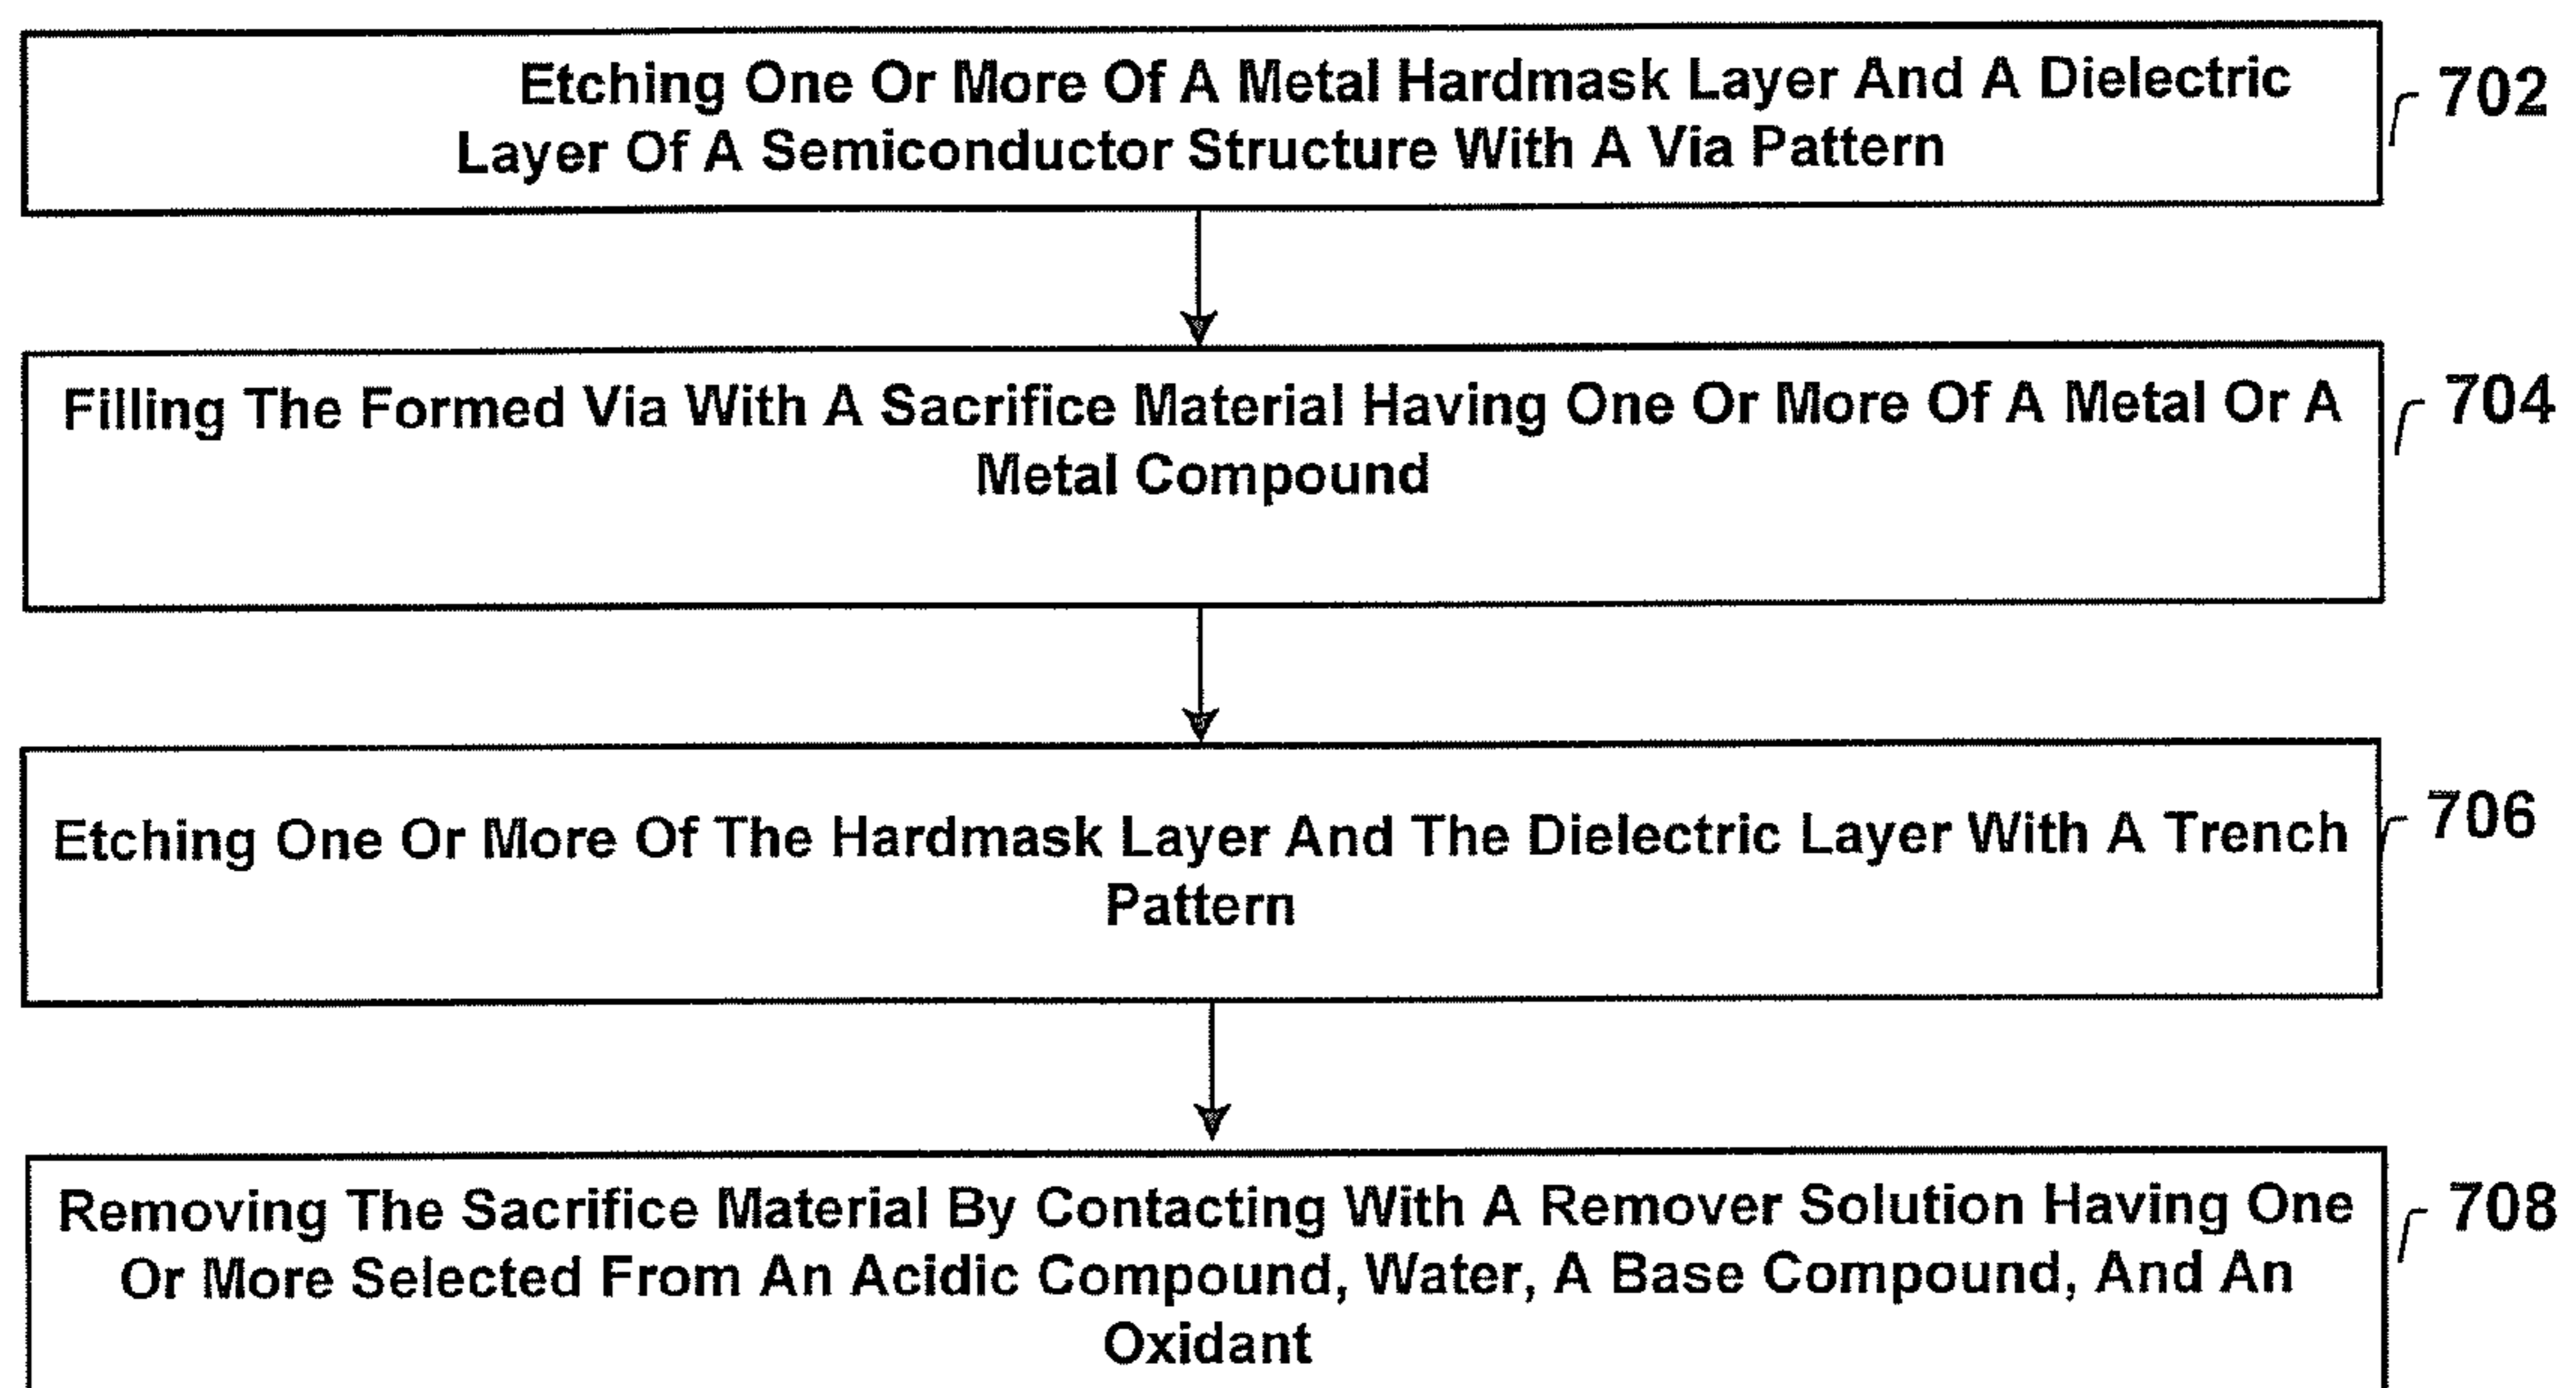 Etching One Or More Of A Metal Hardmask Layer And A Dielectric
Layer Of A Semiconductor Structure With A Via Pattern
702
Filling The Formed Via With A Sacrifice Material Having One Or More Of A Metal Or A
Metal Compound
704
Etching One Or More Of The Hardmask Layer And The Dielectric Layer With A Trench
Pattern
706
Removing The Sacrifice Material By Contacting With A Remover Solution Having One
Or More Selected From An Acidic Compound, Water, A Base Compound, And An
Oxidant
708